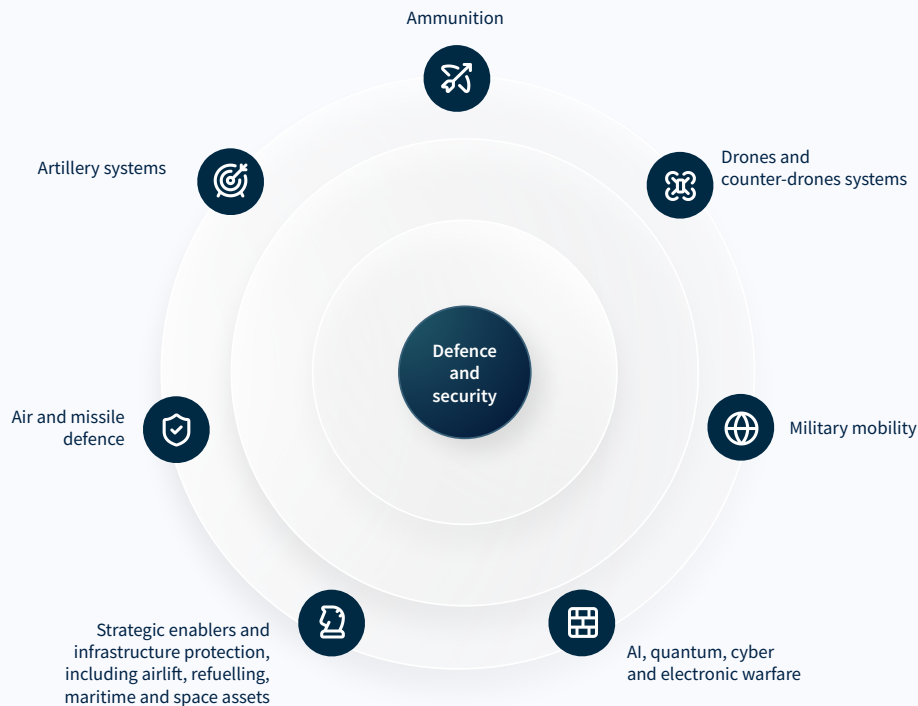 Ammunition
Drones and
counter-drones systems
Artillery systems
Defence
and
security
Air and missile
defence
Military mobility
Strategic enablers and
infrastructure protection,
including airlift, refuelling,
maritime and space assets
AI, quantum, cyber
and electronic warfare